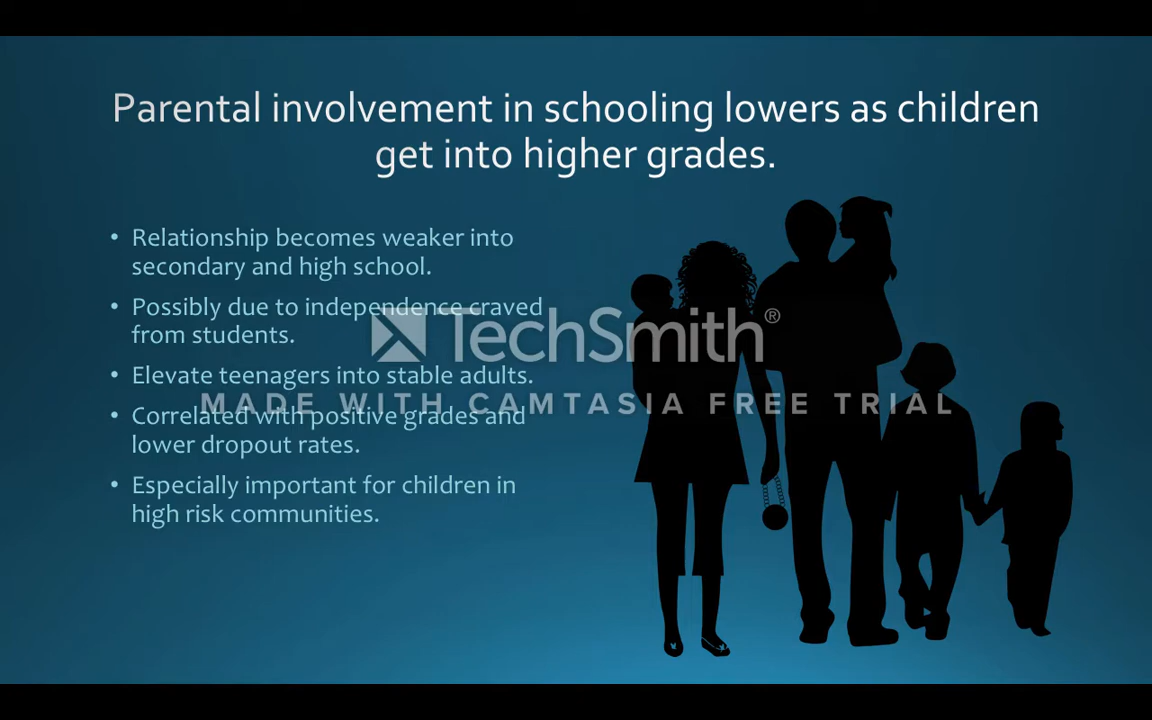 Parental involvement in schooling lowers as children
get into higher grades.
• Relationship becomes weaker into
secondary and high school.
• Possibly due to independence craved
from students.
• Elevate teenagers into stable adults.
• Correlated with positive grades and
lower dropout rates.
• Especially important for children in
high risk communities.
TechSmith®
MADE WITH CAMTASIA FREE TRIAL